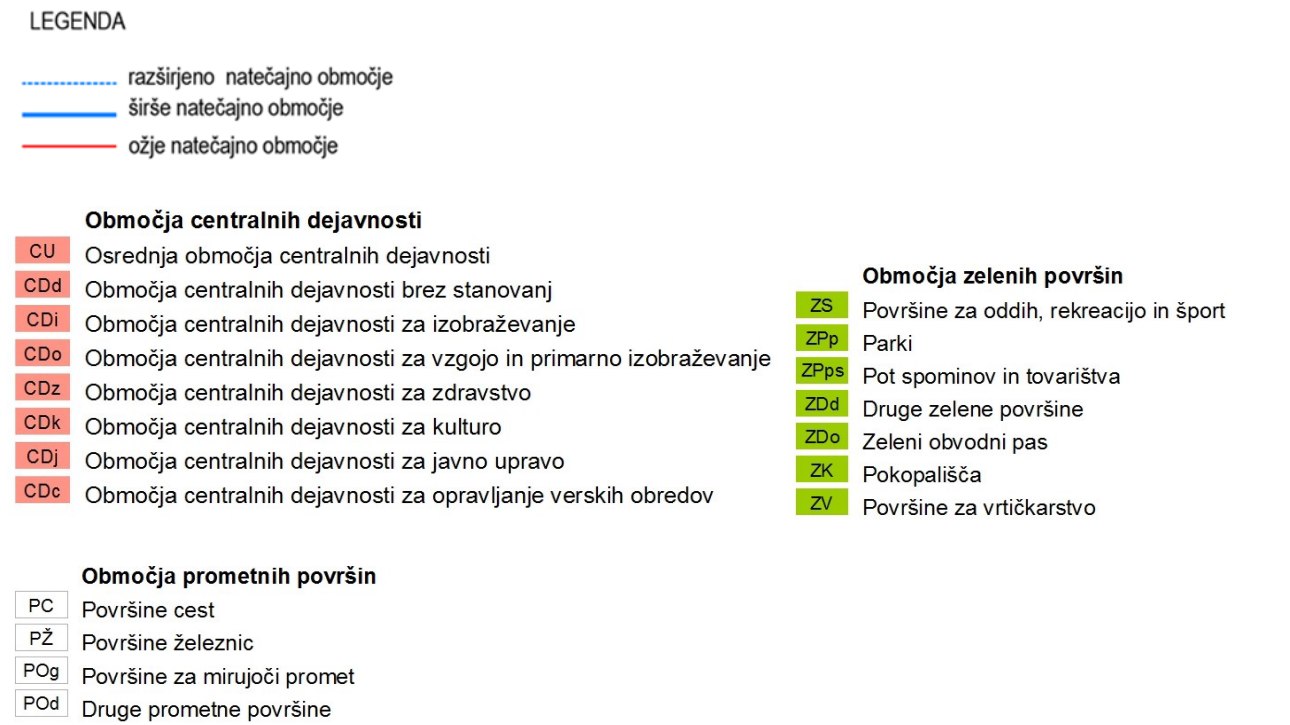 LEGENDA
razširjeno natečajno območje
širše natečajno območje
ožje natečajno območje
Območja centralnih dejavnosti
CU Osrednja območja centralnih dejavnosti
CDd Območja centralnih dejavnosti brez stanovanj
CDi Območja centralnih dejavnosti za izobraževanje
CDo Območja centralnih dejavnosti za vzgojo in primarno izobraževanje
CDz Območja centralnih dejavnosti za zdravstvo
CDk Območja centralnih dejavnosti za kulturo
CDj Območja centralnih dejavnosti za javno upravo
CDc Območja centralnih dejavnosti za opravljanje verskih obredov
Območja zelenih površin
ZS Površine za oddih, rekreacijo in šport
ZPp Parki
ZPps Pot spominov in tovarištva
ZDd Druge zelene površine
ZDo Zeleni obvodni pas
ZK Pokopališča
ZV Površine za vrtičkarstvo
Območja prometnih površin
PC Površine cest
PŽ Površine železnic
POg Površine za mirujoči promet
POd Druge prometne površine